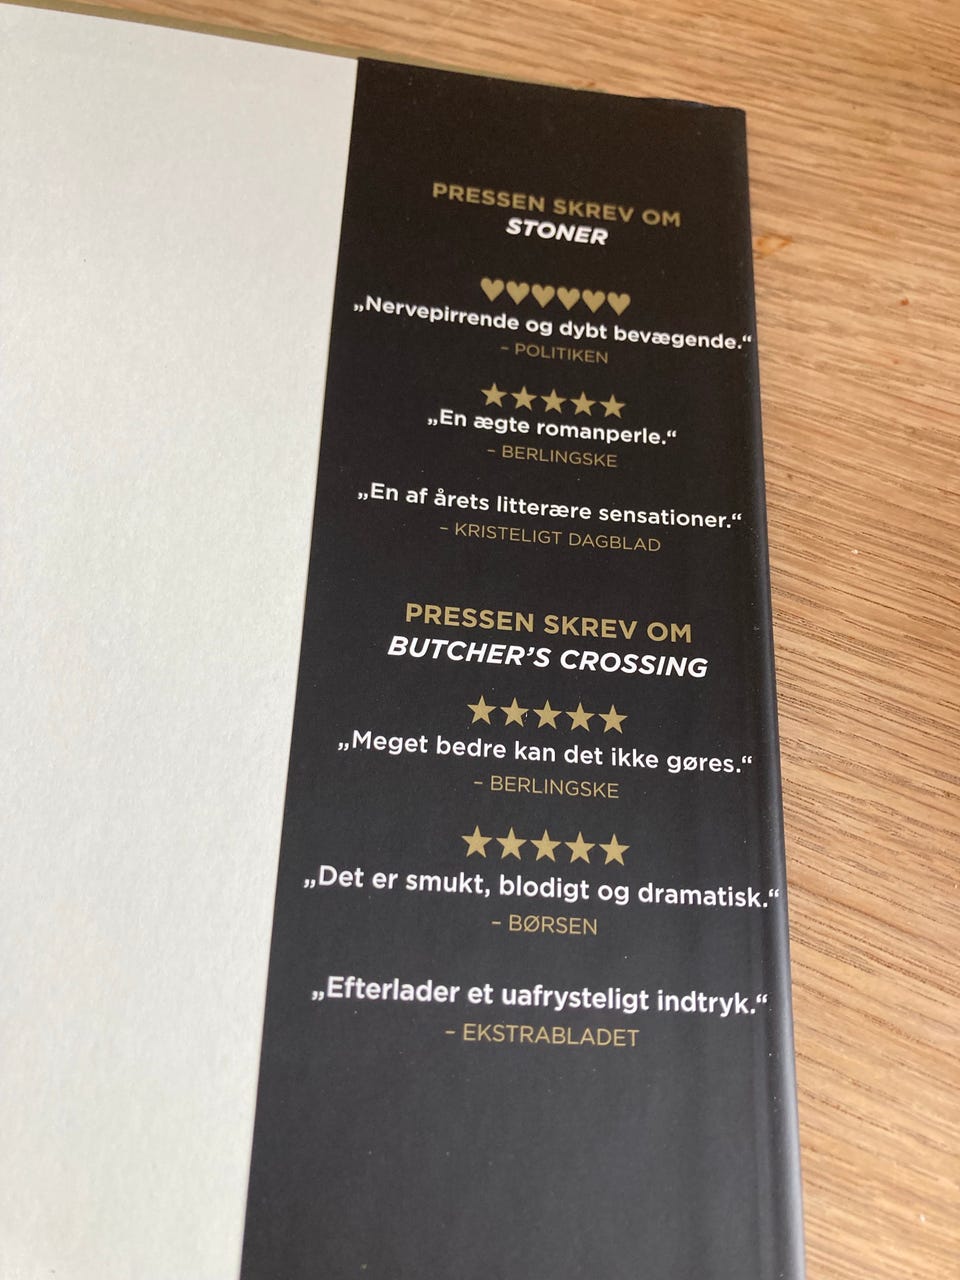 PRESSEN SKREV OM
STONER
♥♥♥♥♥♥
„Nervepirrende og dybt bevægende.“
– POLITIKEN
★★★★★
„En ægte romanperle.“
– BERLINGSKE
„En af årets litterære sensationer.“
– KRISTELIGT DAGBLAD
PRESSEN SKREV OM
BUTCHER’S CROSSING
★★★★★
„Meget bedre kan det ikke gøres.“
– BERLINGSKE
★★★★★
„Det er smukt, blodigt og dramatisk.“
– BØRSEN
„Efterlader et uafrysteligt indtryk.“
– EKSTRABLADET